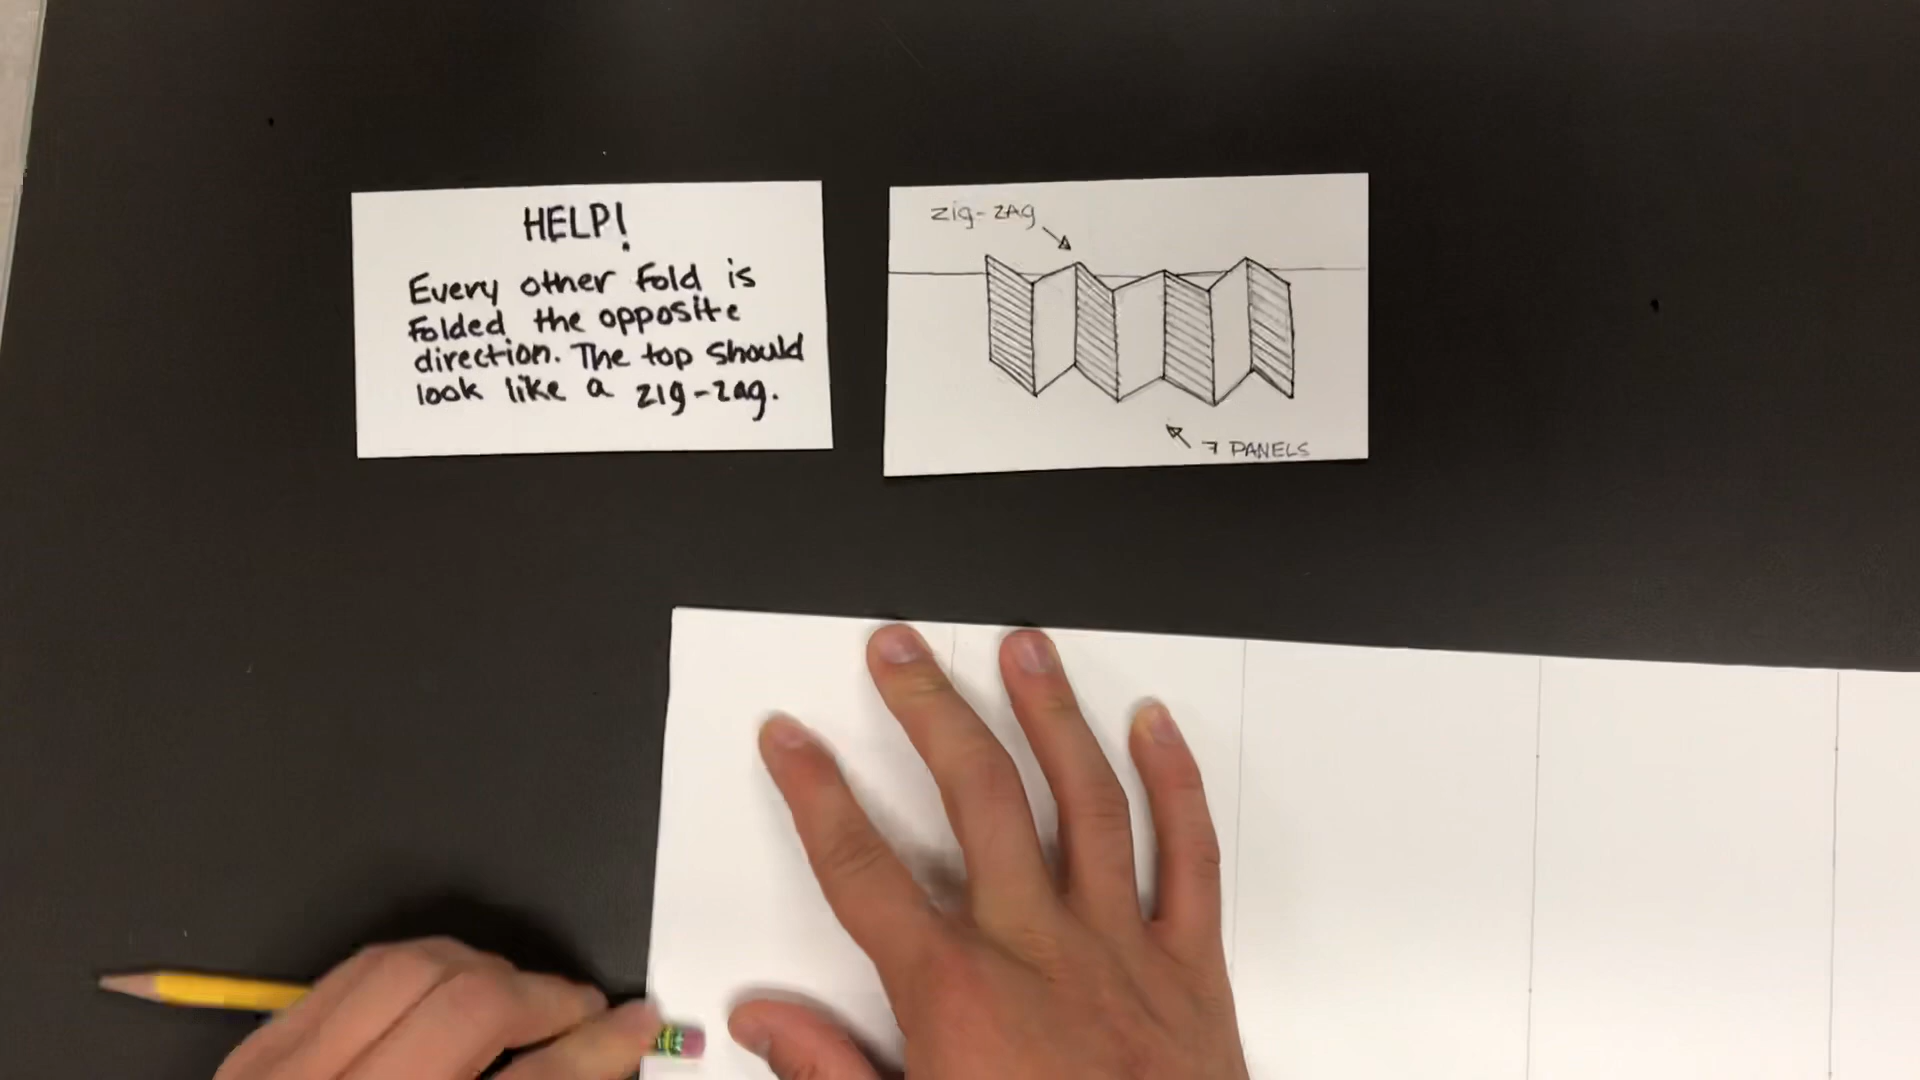 HELP!
Every other fold is
folded the opposite
direction. The top should
look like a zig-zag.
zig-zag
7 PANELS